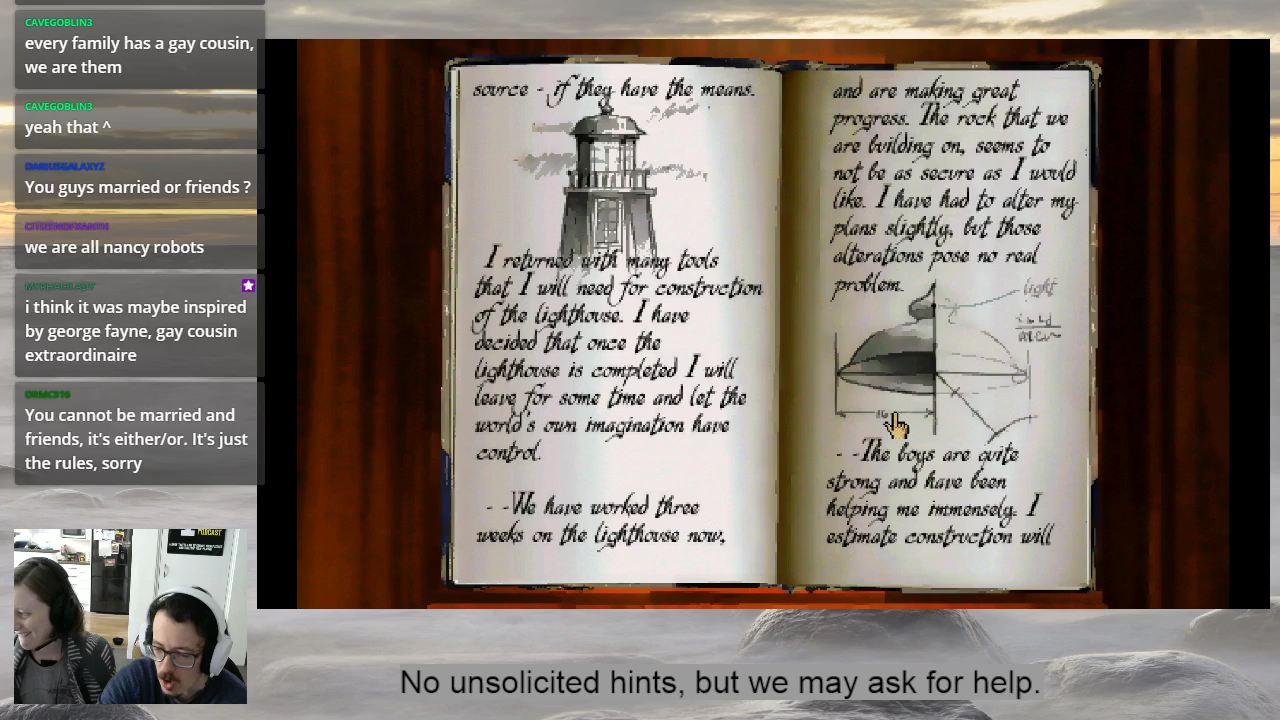 CAVEGOBLIN3
every family has a gay cousin,
we are them
CAVEGOBLIN3
yeah that ^
You guys married or friends ?
we are all nancy robots
i think it was maybe inspired
by george fayne, gay cousin
extraordinaire
You cannot be married and
friends, it's either/or. It's just
the rules, sorry
PODCAST
source - if they have the means.
I returned with many tools
that I will need for construction
of the lighthouse. I have
decided that once the
lighthouse is completed I will
leave for some time and let the
world's own imagination have
control.
- -We have worked three
weeks on the lighthouse now,
and are making great
progress. The rock that we
are building on, seems to
not be as secure as I would
like. I have had to alter my
plans slightly, but those
alterations pose no real
problem.
light
- -The boys are quite
strong and have been
helping me immensely. I
estimate construction will
No unsolicited hints, but we may ask for help.